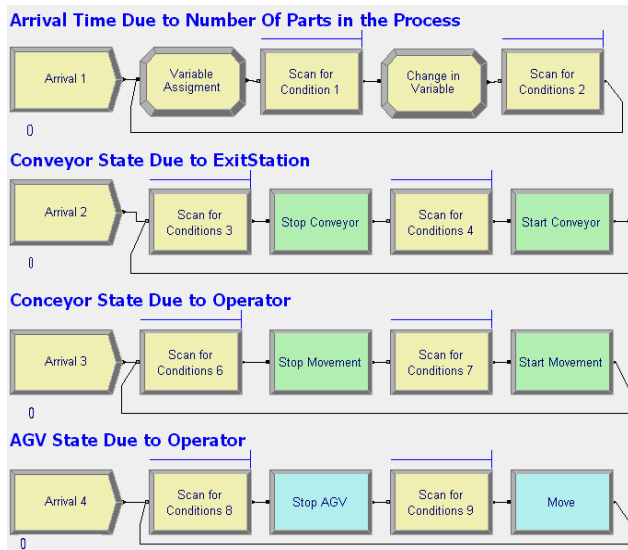 Arrival Time Due to Number Of Parts in the Process
Arrival 1
Variable
Assigment
Scan for
Condition 1
Change in
Variable
Scan for
Conditions 2
0
Conveyor State Due to ExitStation
Arrival 2
Scan for
Conditions 3
Stop Conveyor
Scan for
Conditions 4
Start Conveyor
0
Conceyor State Due to Operator
Arrival 3
Scan for
Conditions 6
Stop Movement
Scan for
Conditions 7
Start Movement
0
AGV State Due to Operator
Arrival 4
Scan for
Conditions 8
Stop AGV
Scan for
Conditions 9
Move
0